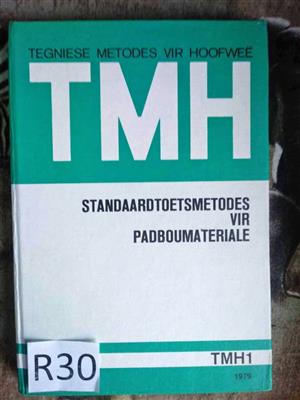 TEGNIESE METODES VIR HOOFWEË
TMH
STANDAARDTOETSMETODES
VIR
PADBOUMATERIALE
TMH1
1979
R30